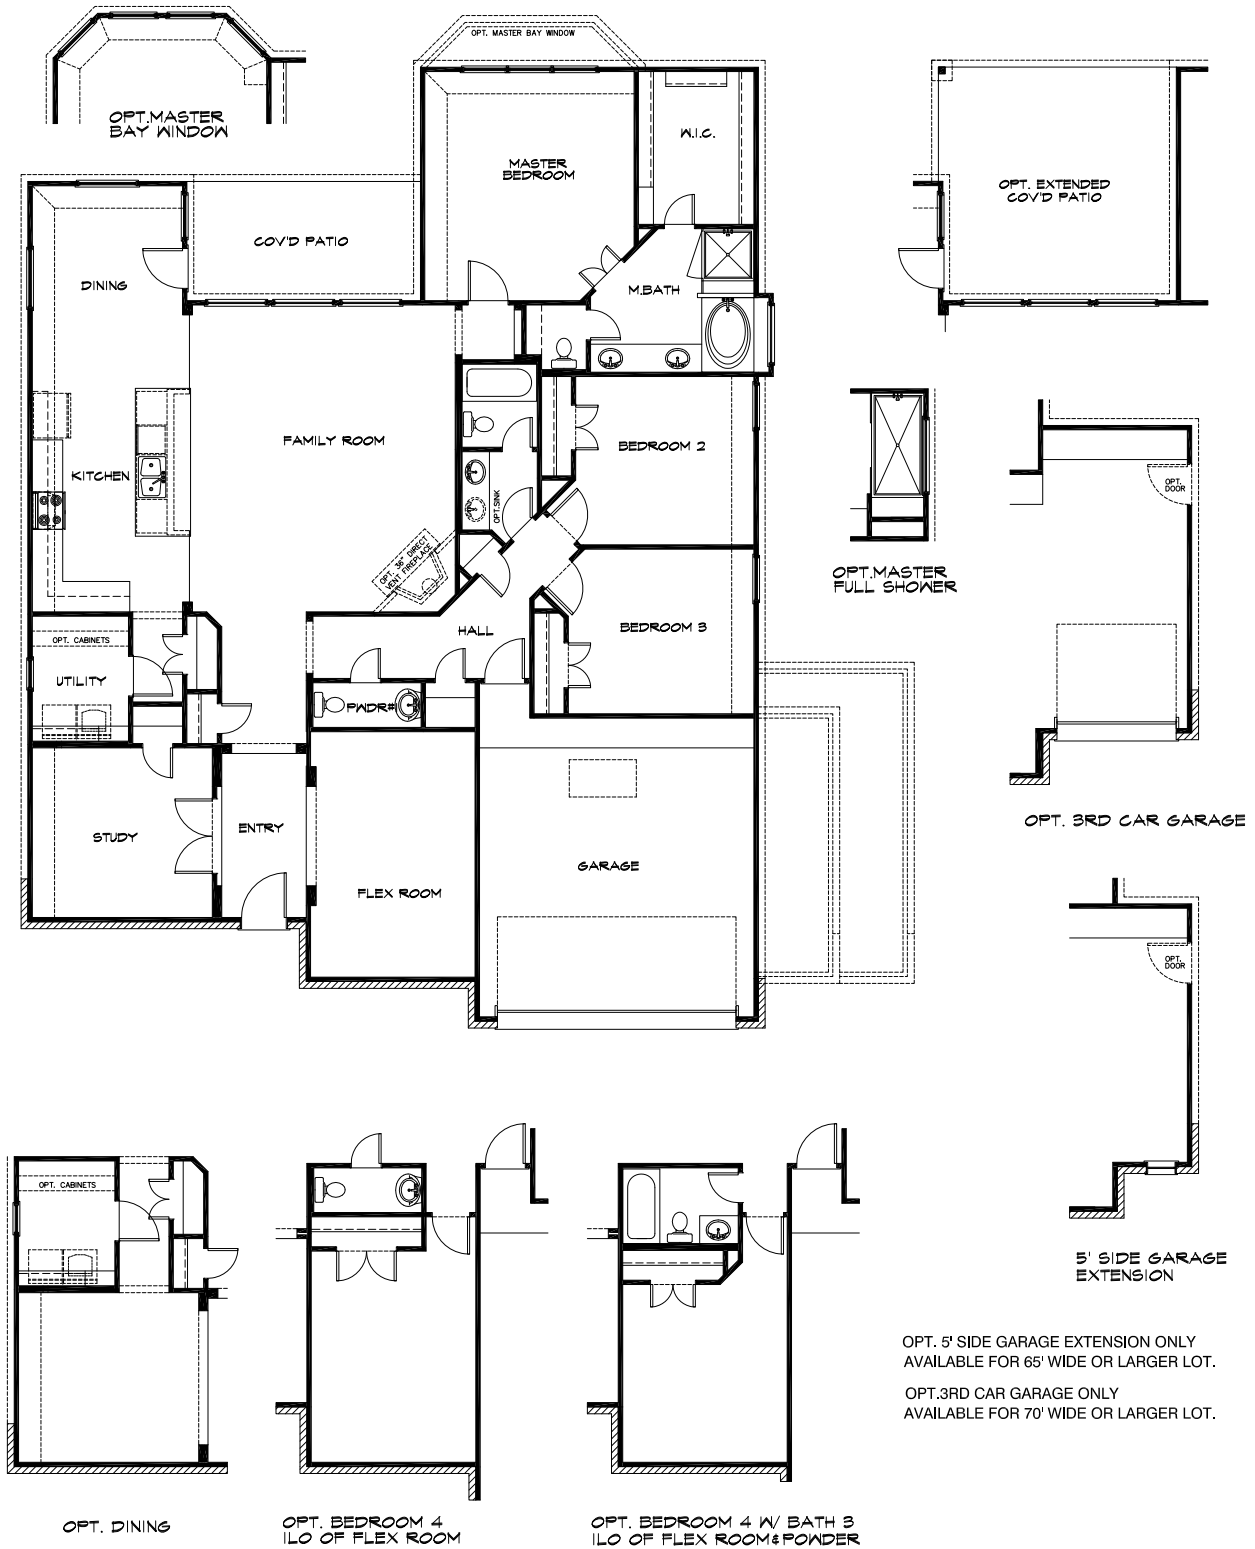 OPT. MASTER BAY WINDOW
OPT.MASTER
BAY WINDOW
W.I.C.
MASTER
BEDROOM
OPT. EXTENDED
COV'D PATIO
COV'D PATIO
DINING
M.BATH
FAMILY ROOM
BEDROOM 2
KITCHEN
OPT.SINK
OPT.
DOOR
OPT. 36" DIRECT
VENT FIREPLACE
OPT.MASTER
FULL SHOWER
HALL
BEDROOM 3
OPT. CABINETS
UTILITY
PWDR#
OPT. 3RD CAR GARAGE
STUDY
ENTRY
GARAGE
FLEX ROOM
OPT.
DOOR
OPT. CABINETS
5' SIDE GARAGE
EXTENSION
OPT. 5' SIDE GARAGE EXTENSION ONLY
AVAILABLE FOR 65' WIDE OR LARGER LOT.
OPT.3RD CAR GARAGE ONLY
AVAILABLE FOR 70' WIDE OR LARGER LOT.
OPT. DINING
OPT. BEDROOM 4
ILO OF FLEX ROOM
OPT. BEDROOM 4 W/ BATH 3
ILO OF FLEX ROOM&POWDER